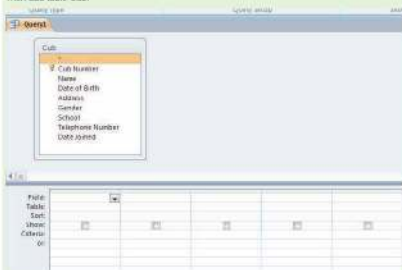 Query1
Cub
*
Cub Number
Name
Date of Birth
Address
Gender
School
Telephone Number
Date Joined
Field:
Table:
Sort:
Show:
Criteria:
or: